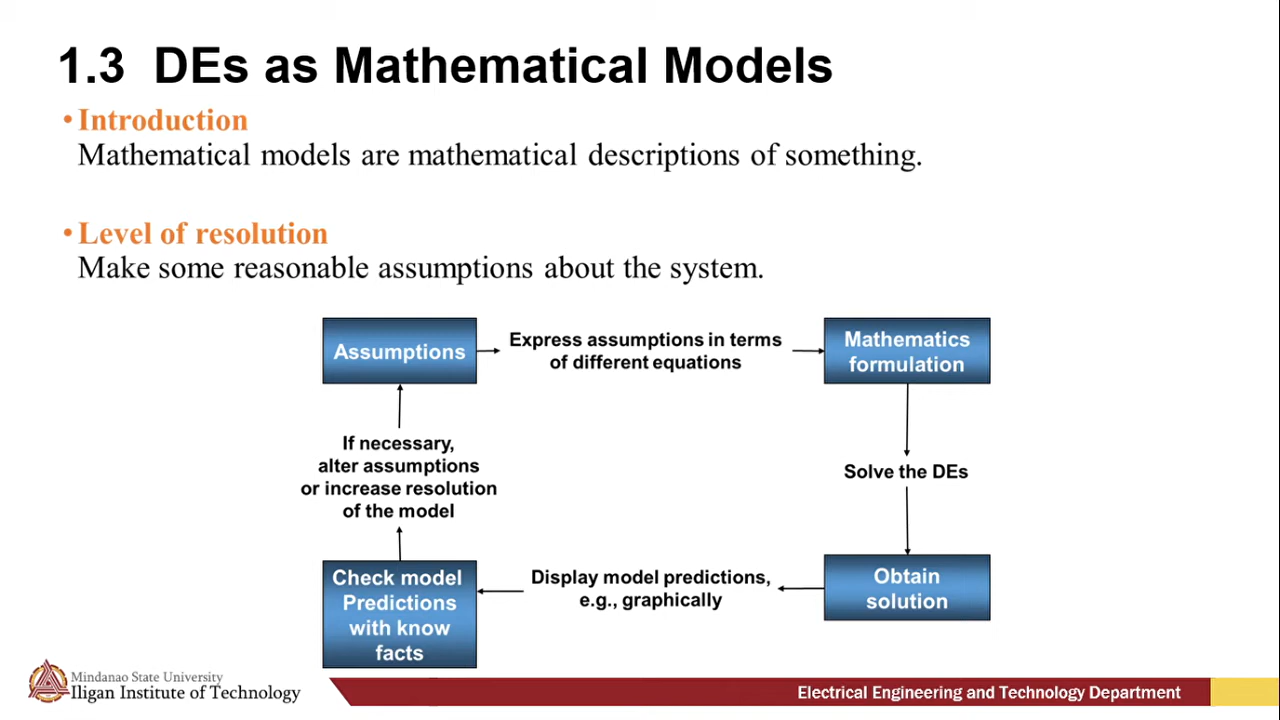 1.3 DEs as Mathematical Models
•Introduction
Mathematical models are mathematical descriptions of something.
•Level of resolution
Make some reasonable assumptions about the system.
Assumptions
Express assumptions in terms
of different equations
Mathematics
formulation
If necessary,
alter assumptions
or increase resolution
of the model
Solve the DEs
Check model
Predictions
with know
facts
Display model predictions,
e.g., graphically
Obtain
solution
Mindanao State University
Iligan Institute of Technology
Electrical Engineering and Technology Department